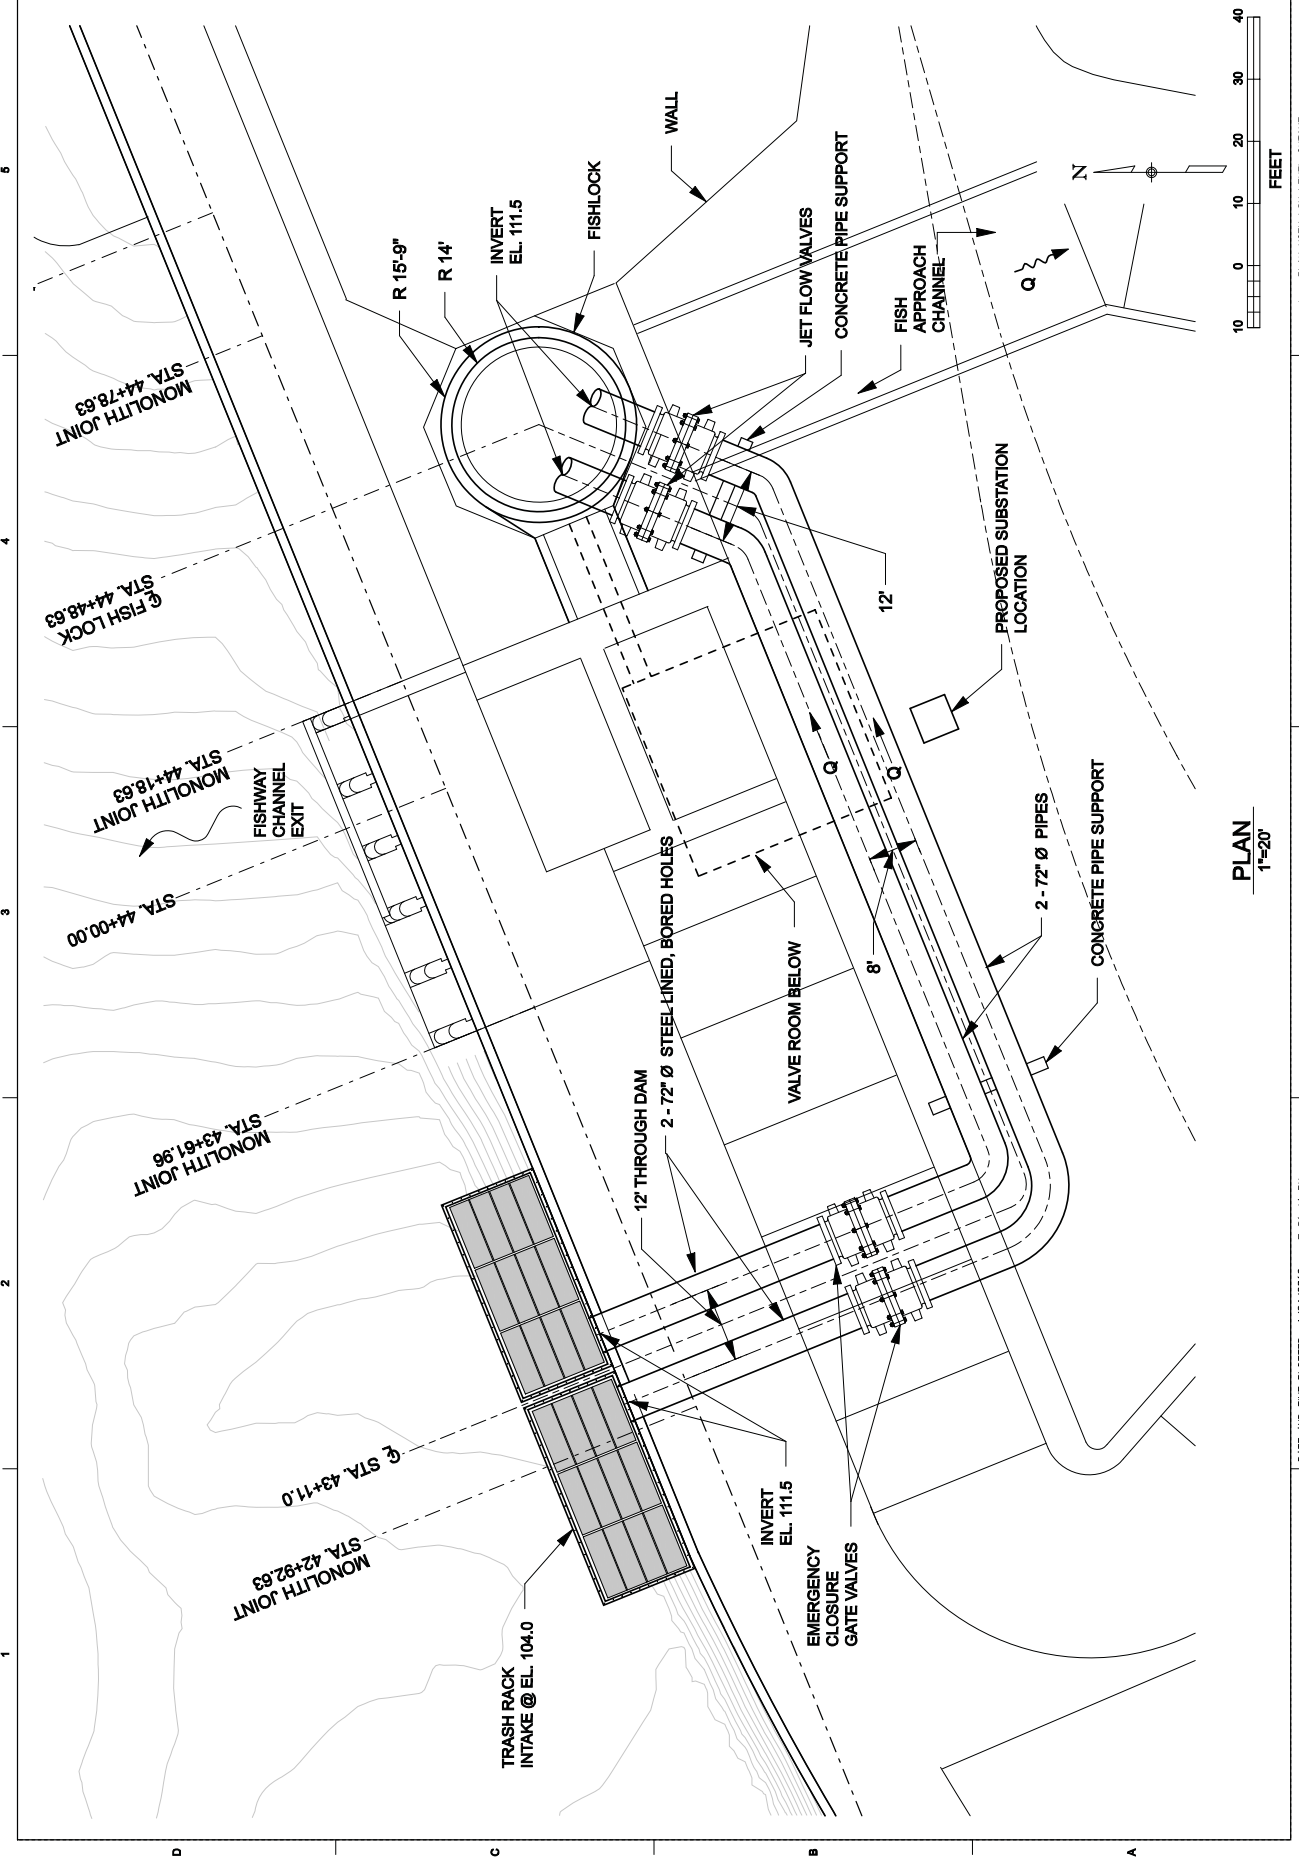 1
2
3
4
5
D
C
B
A
MONOLITH JOINT
STA. 42+92.63
℄ STA. 43+11.0
MONOLITH JOINT
STA. 43+61.96
STA. 44+00.00
MONOLITH JOINT
STA. 44+18.63
℄ FISH LOCK
STA. 44+48.63
MONOLITH JOINT
STA. 44+78.63
FISHWAY
CHANNEL
EXIT
TRASH RACK
INTAKE @ EL. 104.0
R 15'-9"
R 14'
INVERT
EL. 111.5
FISHLOCK
WALL
12' THROUGH DAM
2 - 72" Ø STEEL LINED, BORED HOLES
JET FLOW VALVES
CONCRETE PIPE SUPPORT
FISH
APPROACH
CHANNEL
INVERT
EL. 111.5
EMERGENCY
CLOSURE
GATE VALVES
VALVE ROOM BELOW
8'
12'
Q
Q
Q
PROPOSED SUBSTATION
LOCATION
2 - 72" Ø PIPES
CONCRETE PIPE SUPPORT
N
PLAN
1"=20'
10 0 10 20 30 40
FEET